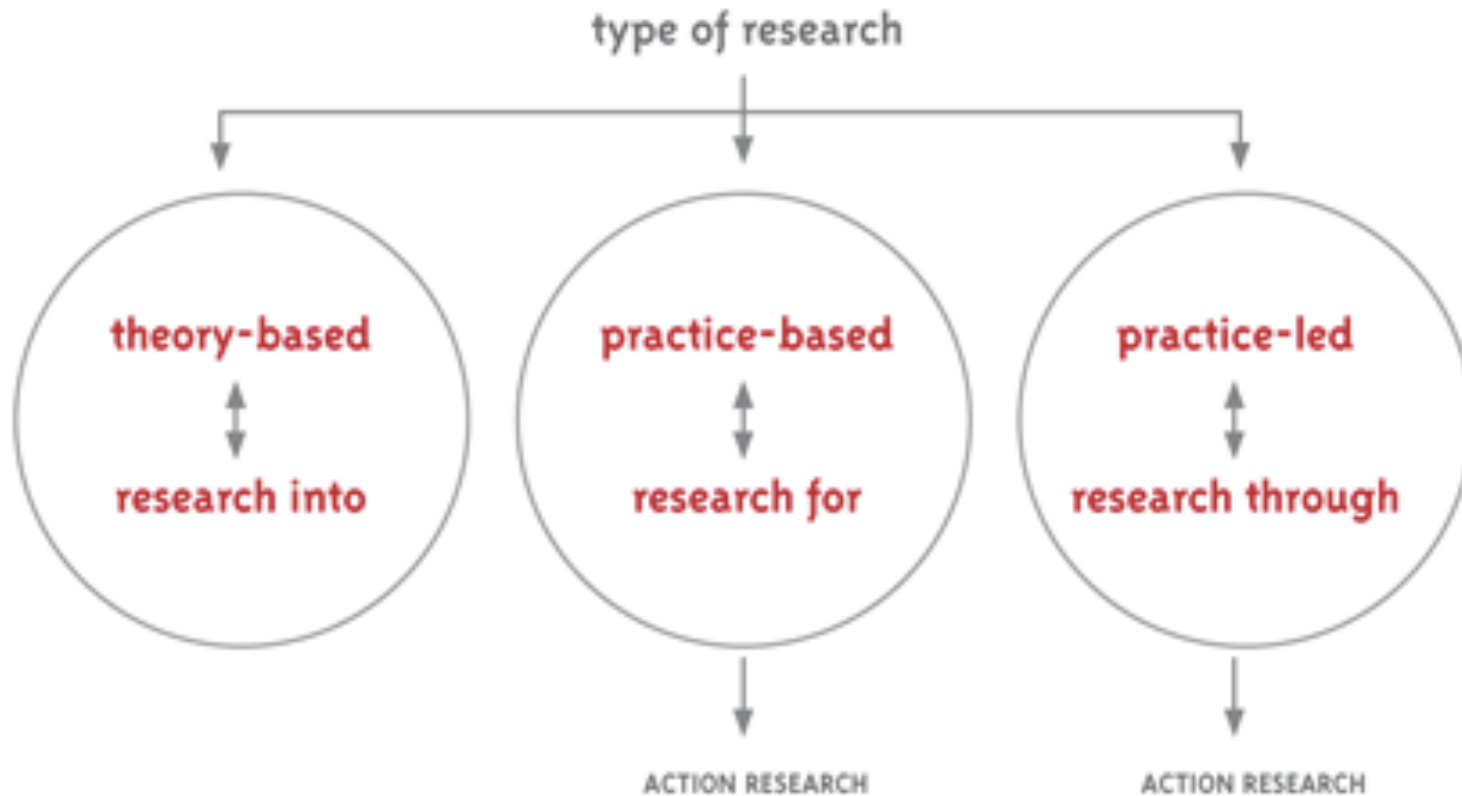 type of research
theory-based
practice-based
practice-led
research into
research for
research through
ACTION RESEARCH
ACTION RESEARCH